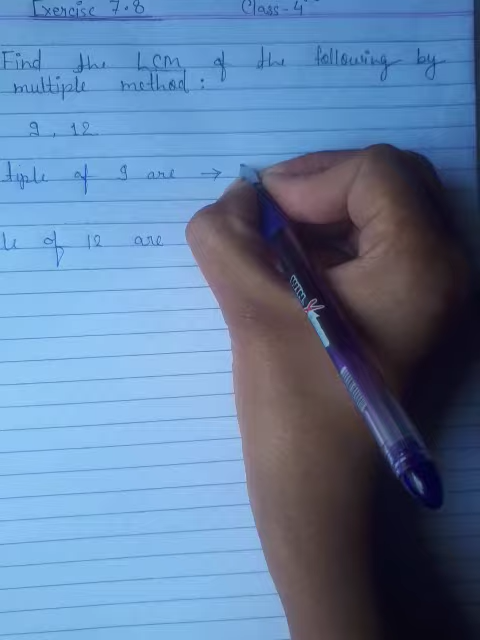 Exercise 7.8 Class-4
Find the LCM of the following by
multiple method :
9, 12
tiple of 9 are →
le of 12 are